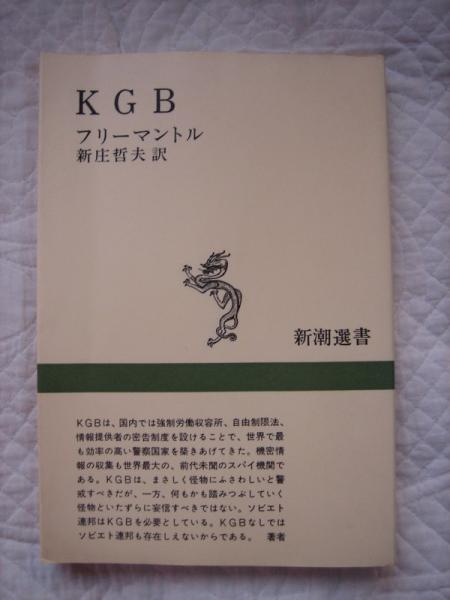 KGB
フリーマントル
新庄哲夫 訳
新潮選書
KGBは、国内では強制労働収容所、自由制限法、
情報提供者の密告制度を設けることで、世界で最
も効率の高い警察国家を築きあげてきた。機密情
報の収集も世界最大の、前代未聞のスパイ機関で
ある。KGBは、まさしく怪物にふさわしいと警
戒すべきだが、一方、何もかも踏みつぶしていく
怪物といたずらに妄信すべきではない。ソビエト
連邦はKGBを必要としている。KGBなしでは
ソビエト連邦も存在しえないからである。 著者